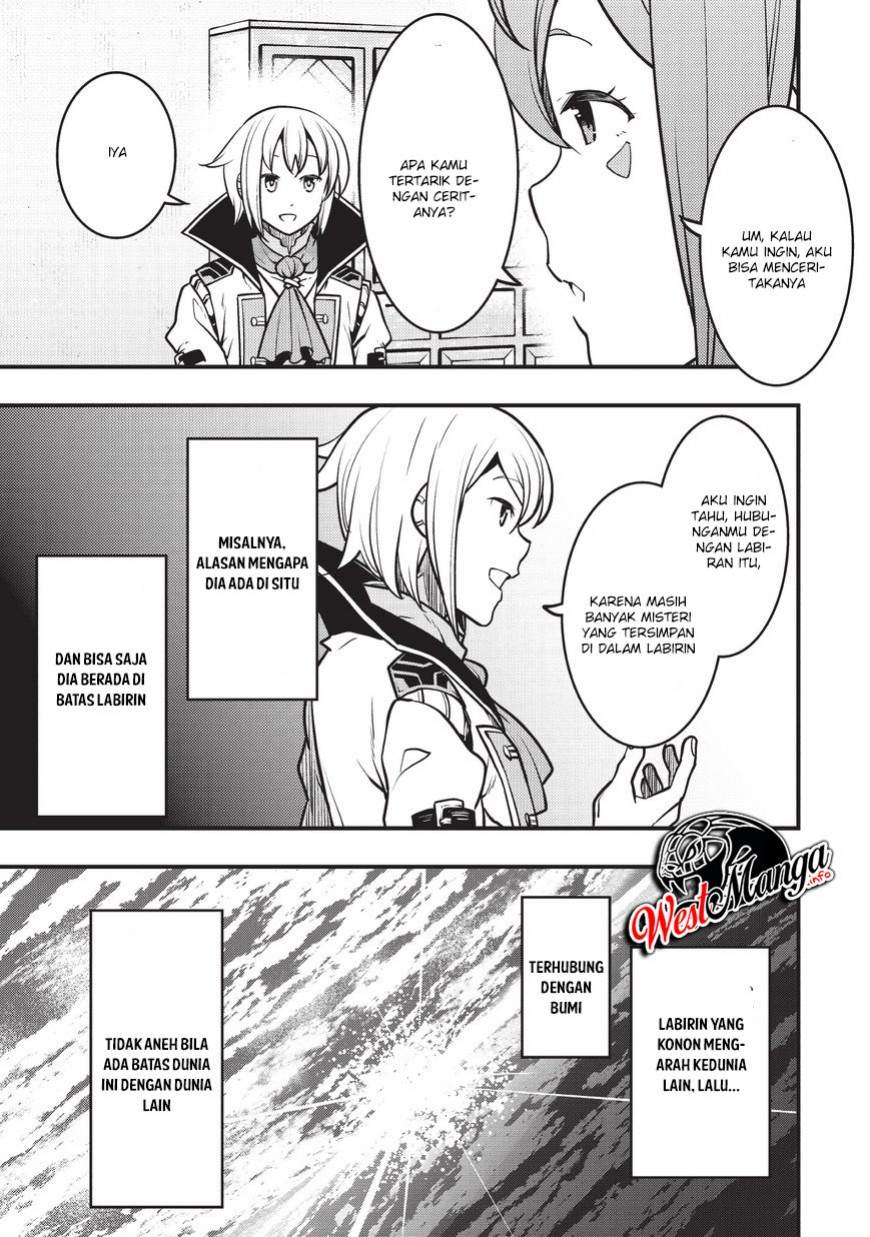 UM, KALAU
KAMU INGIN, AKU
BISA MENCERI-
TAKANYA
APA KAMU
TERTARIK DE-
NGAN CERIT-
ANYA?
IYA
AKU INGIN
TAHU, HUBU-
NGANMU DE-
NGAN LABI-
RAN ITU,
KARENA MASIH
BANYAK MISTERI
YANG TERSIMPAN
DI DALAM LABIRIN
MISALNYA,
ALASAN MENGAPA
DIA ADA DI SITU
DAN BISA SAJA
DIA BERADA DI
BATAS LABIRIN
WestManga
.info
LABIRIN YANG
KONON MENG-
ARAH KEDUNIA
LAIN, LALU...
TERHUBUNG
DENGAN
BUMI
TIDAK ANEH BILA
ADA BATAS DUNIA
INI DENGAN DUNIA
LAIN